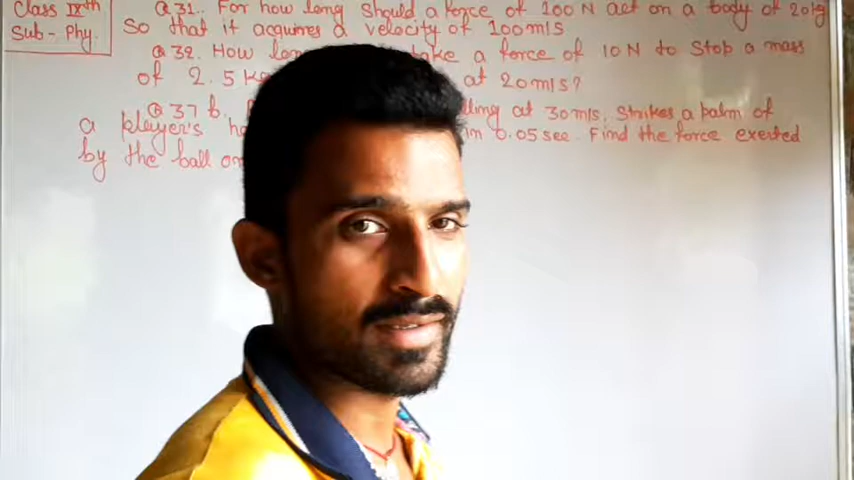 Class IXth
Sub- Phy.
Q 31. For how long should a force of 100 N act on a body of 20kg
So that it acquires a velocity of 100m/s
Q 32. How take a force of 10 N to Stop a mass
of 2.5 at 20m/s?
Q 37 b. at 30m/s. Strikes a palm of
a player's in 0.05 sec. Find the force exerted
by the ball